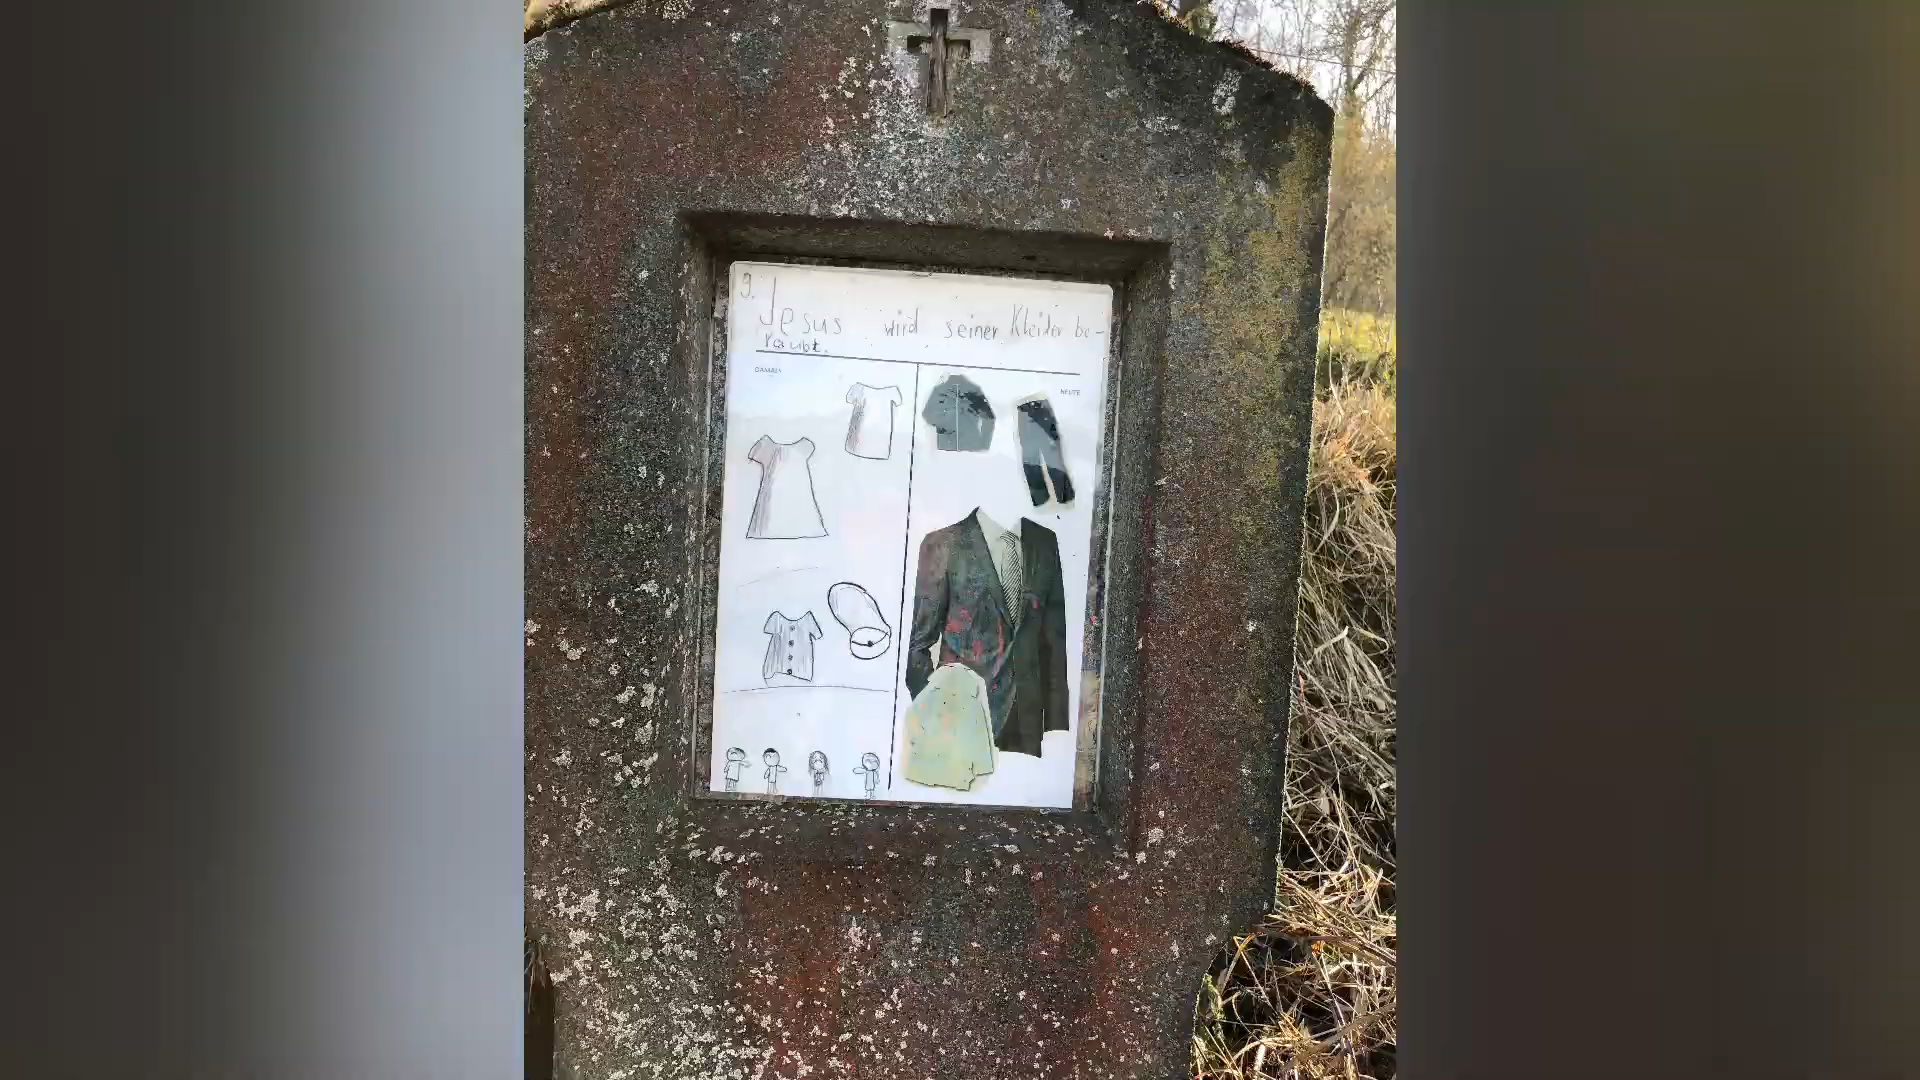 9.
Jesus wird seiner Kleider be-
raubt.
DAMALS
HEUTE